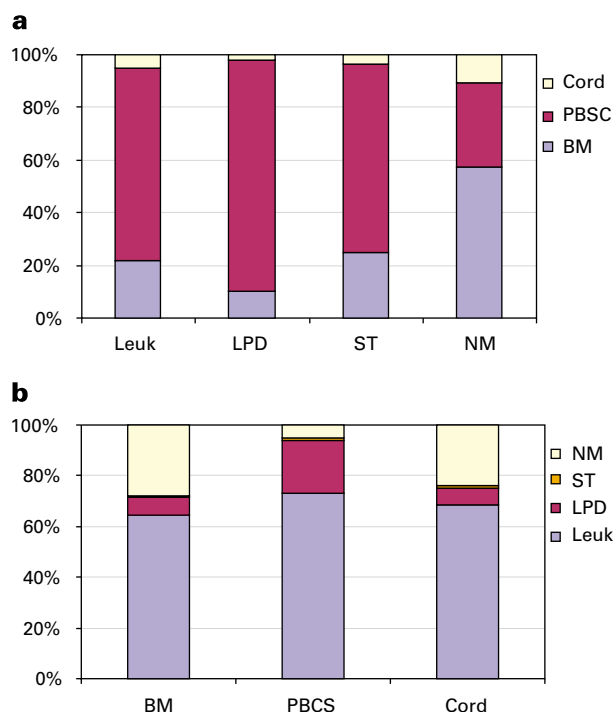 a
100%
80%
60%
40%
20%
0%
Leuk LPD ST NM
Cord
PBSC
BM
b
100%
80%
60%
40%
20%
0%
BM PBCS Cord
NM
ST
LPD
Leuk